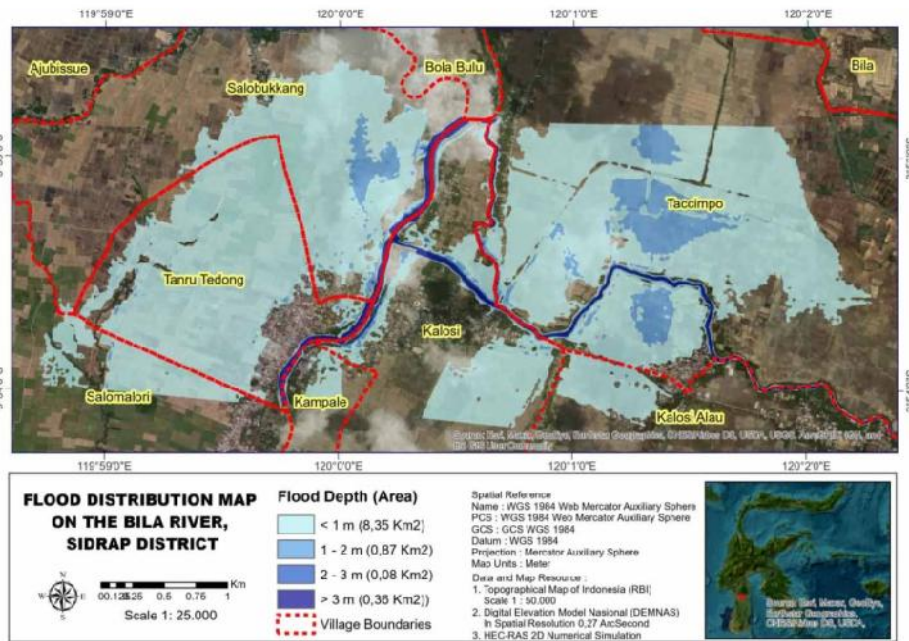 119°59'0"E 120°0'0"E 120°1'0"E 120°2'0"E
Ajubissue
Salobukkang
Bola Bulu
Bila
Taccimpo
Tanru Tedong
Kalosi
Salomalori
Kampale
Kalos Alau
119°59'0"E 120°0'0"E 120°1'0"E 120°2'0"E
FLOOD DISTRIBUTION MAP
ON THE BILA RIVER,
SIDRAP DISTRICT
N
W E
S
0.5 0.75 1 Km
Scale 1: 25.000
Flood Depth (Area)
< 1 m (8,35 Km2)
1 - 2 m (0,87 Km2)
2 - 3 m (0,08 Km2)
> 3 m (0,35 Km2))
Village Boundaries
Spatial Reference
Name : WGS 1984 Web Mercator Auxiliary Sphere
PCS : WGS 1984 Web Mercator Auxiliary Sphere
GCS : GCS WGS 1984
Datum : WGS 1984
Projection : Mercator Auxiliary Sphere
Map Units : Meter
Data and Map Resource :
1. Topographical Map of Indonesia (RBI)
Scale 1 : 50.000
2. Digital Elevation Model Nasional (DEMNAS)
In Spatial Resolution 0,27 ArcSecond
3. HEC-RAS 2D Numerical Simulation